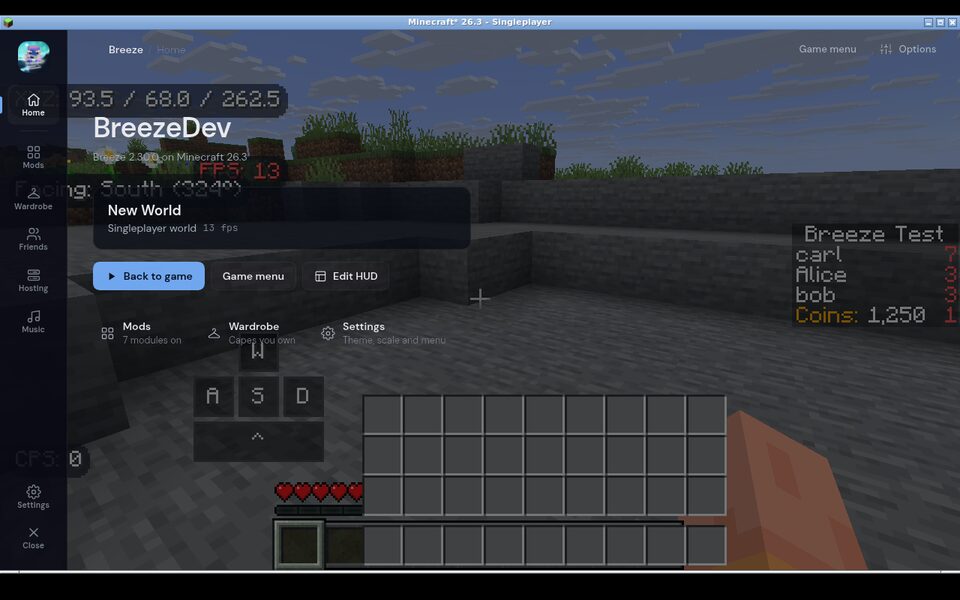 Minecraft* 26.3 - Singleplayer
Breeze / Home
Game menu
Options
93.5 / 68.0 / 262.5
Home
BreezeDev
Breeze 2.30.0 on Minecraft 26.3
FPS: 13
Mods
Facing: South (324°)
Wardrobe
New World
Singleplayer world 13 fps
Friends
Breeze Test
carl 7
Alice 3
bob 3
Coins: 1,250 1
Hosting
Back to game
Game menu
Edit HUD
Music
Mods
7 modules on
Wardrobe
Capes you own
Settings
Theme, scale and menu
W
A
S
D
^
CPS: 0
Settings
Close